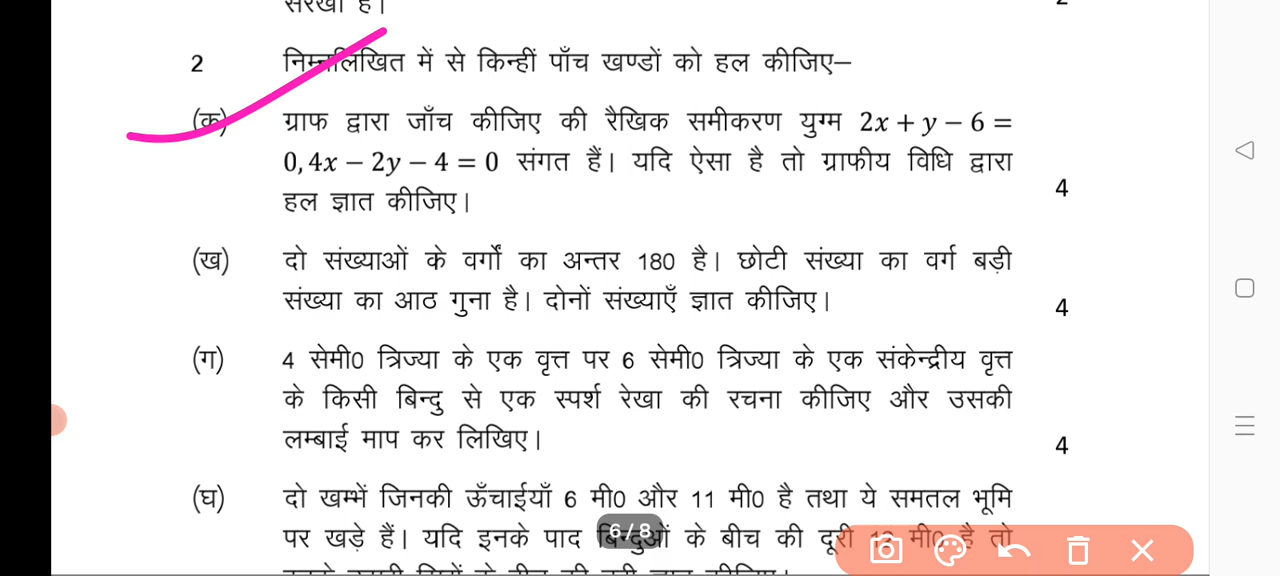 2 निम्नलिखित में से किन्हीं पाँच खण्डों को हल कीजिए–
(क) ग्राफ द्वारा जाँच कीजिए की रैखिक समीकरण युग्म 2x + y − 6 =
0, 4x − 2y − 4 = 0 संगत हैं। यदि ऐसा है तो ग्राफीय विधि द्वारा
हल ज्ञात कीजिए। 4
(ख) दो संख्याओं के वर्गों का अन्तर 180 है। छोटी संख्या का वर्ग बड़ी
संख्या का आठ गुना है। दोनों संख्याएँ ज्ञात कीजिए। 4
(ग) 4 सेमी0 त्रिज्या के एक वृत्त पर 6 सेमी0 त्रिज्या के एक संकेन्द्रीय वृत्त
के किसी बिन्दु से एक स्पर्श रेखा की रचना कीजिए और उसकी
लम्बाई माप कर लिखिए। 4
(घ) दो खम्भें जिनकी ऊँचाईयाँ 6 मी0 और 11 मी0 है तथा ये समतल भूमि
पर खड़े हैं। यदि इनके पाद बिन्दुओं के बीच की दूरी 12 मी0 है तो
6/8